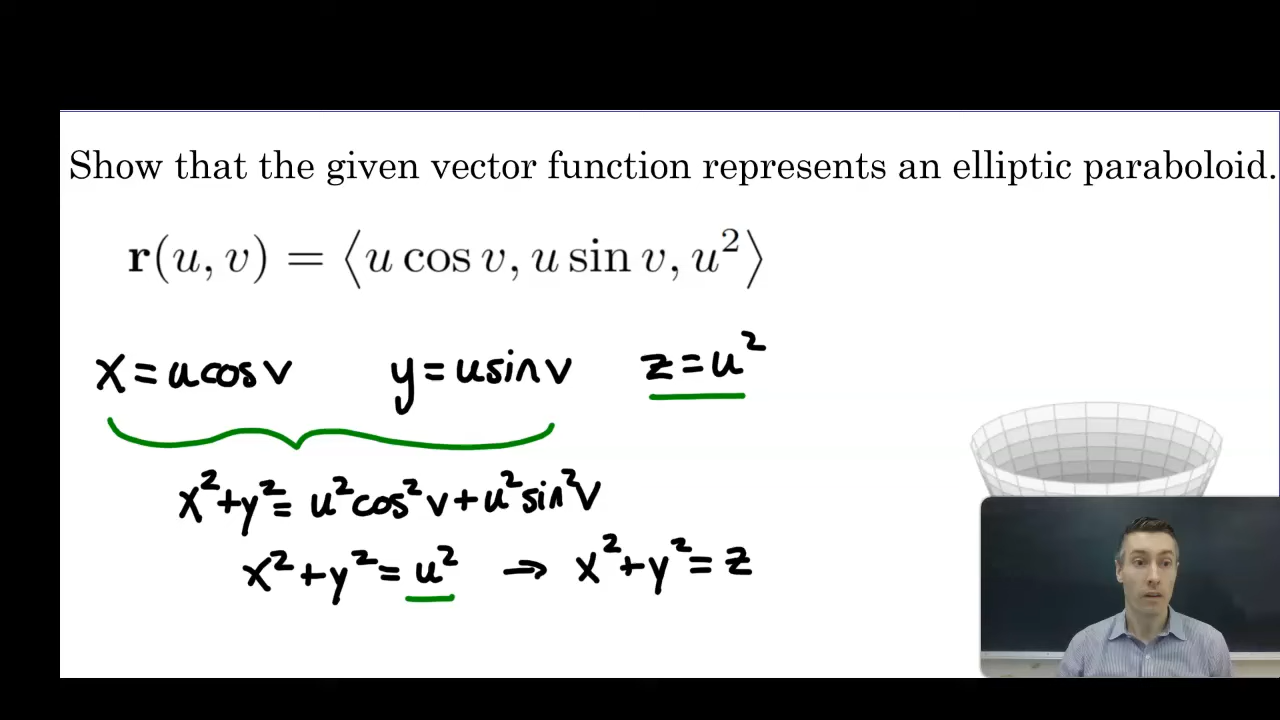 Show that the given vector function represents an elliptic paraboloid.
r(u, v) = ⟨u cos v, u sin v, u²⟩
x = u cos v y = u sin v z = u²
x² + y² = u² cos² v + u² sin² v
x² + y² = u² → x² + y² = z